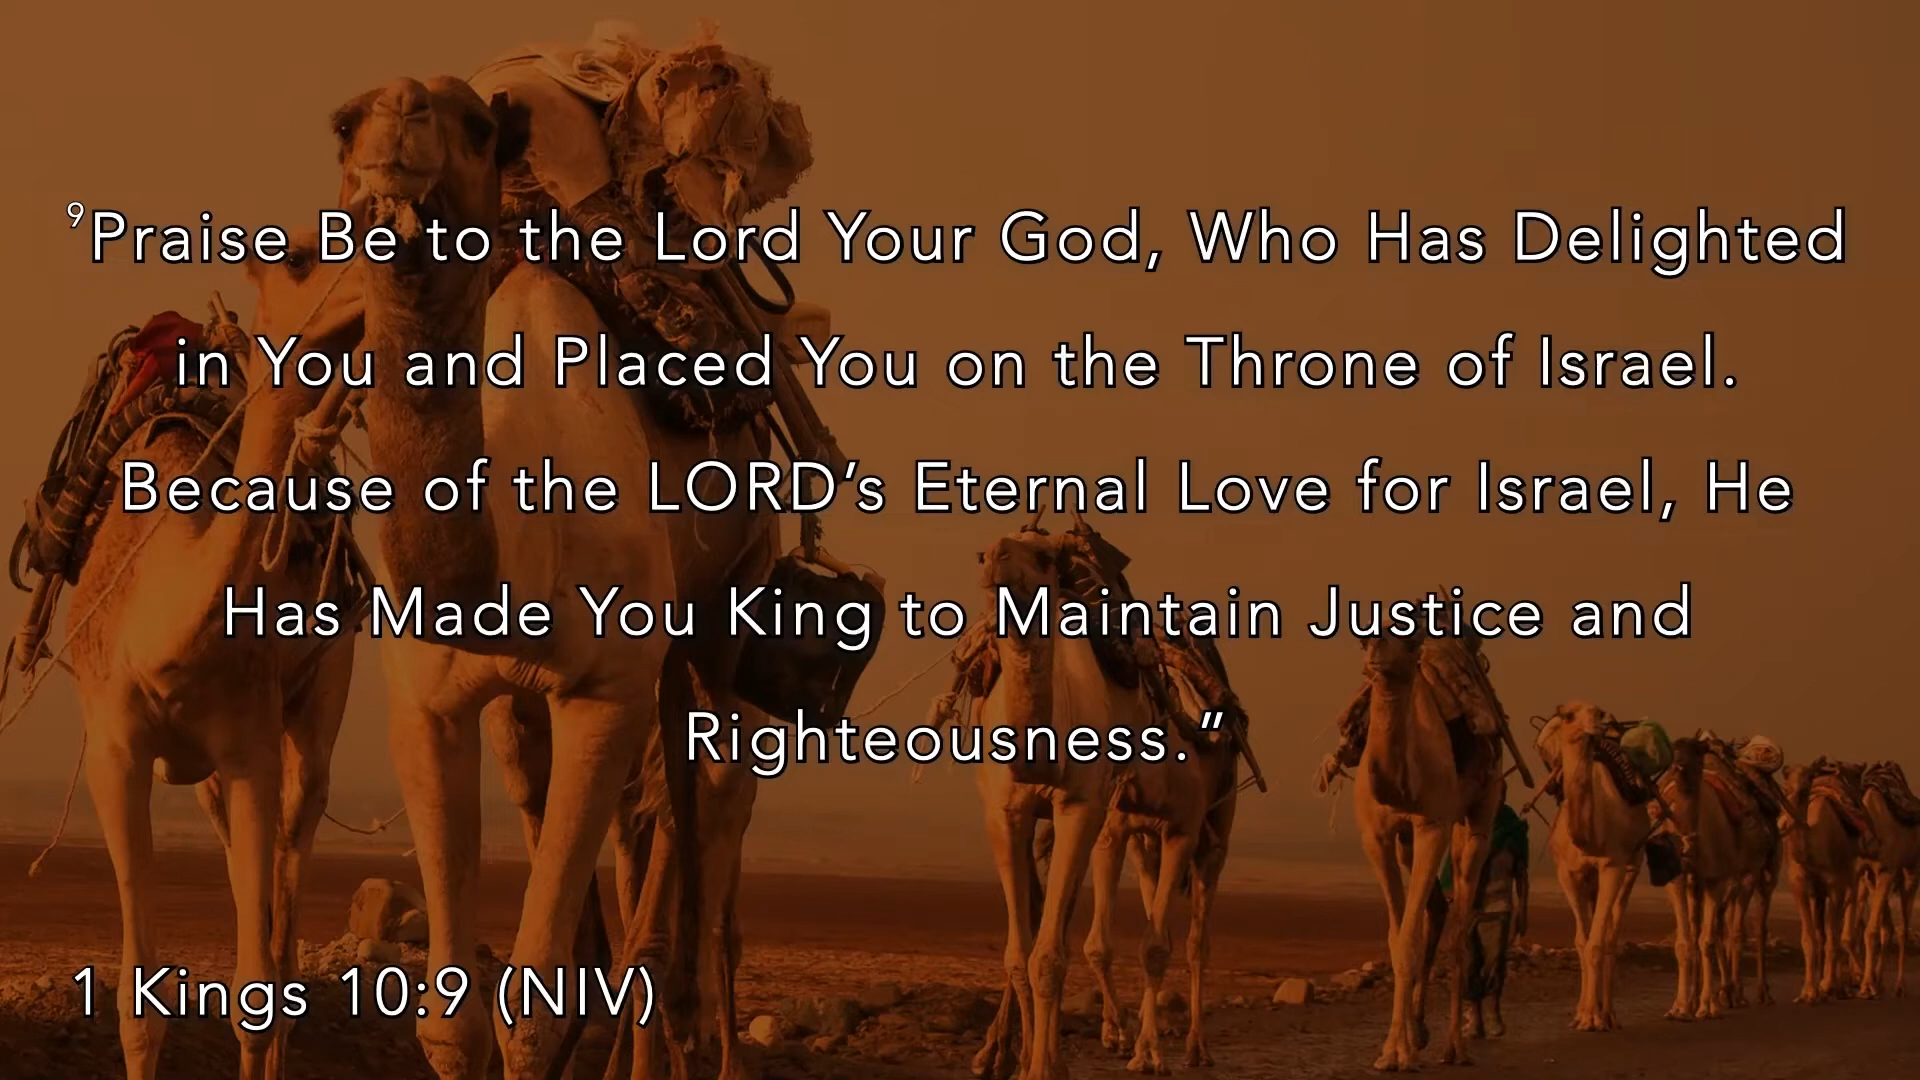 ⁹Praise Be to the Lord Your God, Who Has Delighted
in You and Placed You on the Throne of Israel.
Because of the LORD’s Eternal Love for Israel, He
Has Made You King to Maintain Justice and
Righteousness.”
1 Kings 10:9 (NIV)